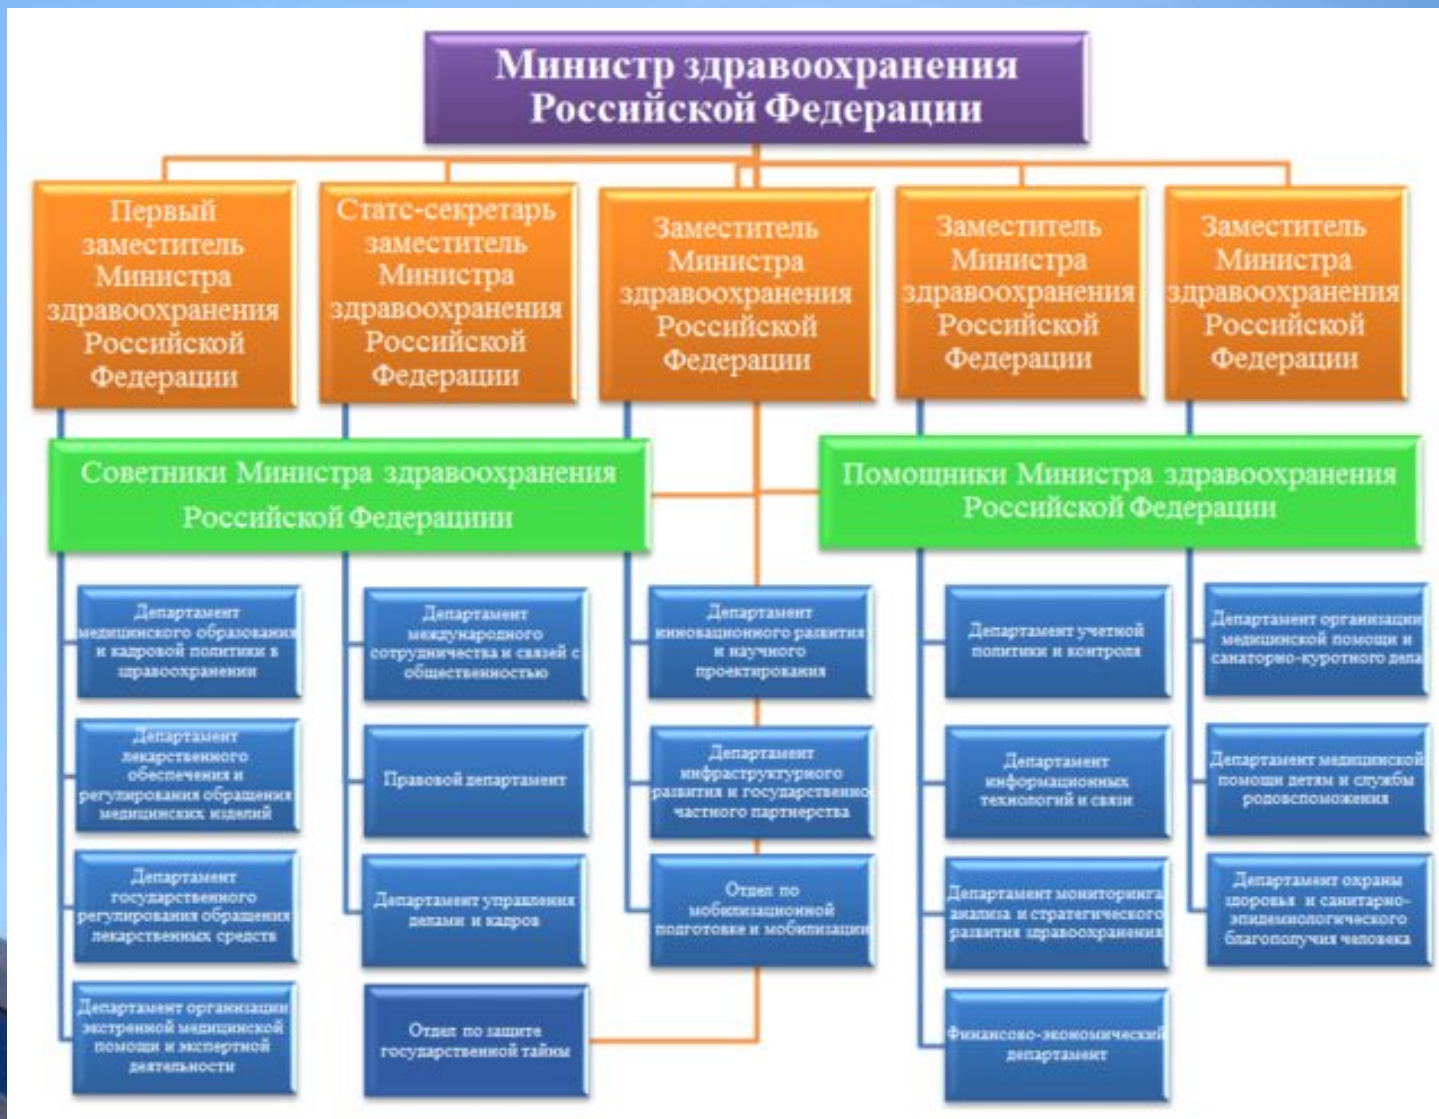 Министр здравоохранения
Российской Федерации
Первый
заместитель
Министра
здравоохранения
Российской
Федерации
Статс-секретарь
заместитель
Министра
здравоохранения
Российской
Федерации
Заместитель
Министра
здравоохранения
Российской
Федерации
Заместитель
Министра
здравоохранения
Российской
Федерации
Заместитель
Министра
здравоохранения
Российской
Федерации
Советники Министра здравоохранения
Российской Федерациии
Помощники Министра здравоохранения
Российской Федерации
Департамент
медицинского образования
и кадровой политики в
здравоохранении
Департамент
лекарственного
обеспечения и
регулирования обращения
медицинских изделий
Департамент
государственного
регулирования обращения
лекарственных средств
Департамент организации
экстренной медицинской
помощи и экспертной
деятельности
Департамент
международного
сотрудничества и связей с
общественностью
Правовой департамент
Департамент управления
делами и кадров
Отдел по защите
государственной тайны
Департамент
инновационного развития
и научного
проектирования
Департамент
инфраструктурного
развития и государственно
частного партнерства
Отдел по
мобилизационной
подготовке и мобилизации
Департамент учетной
политики и контроля
Департамент
информационных
технологий и связи
Департамент мониторинга
анализа и стратегического
развития здравоохранения
Финансово-экономический
департамент
Департамент организации
медицинской помощи и
санаторно-куротного дела
Департамент медицинской
помощи детям и службы
родовспоможения
Департамент охраны
здоровья и санитарно-
эпидемиологического
благополучия человека